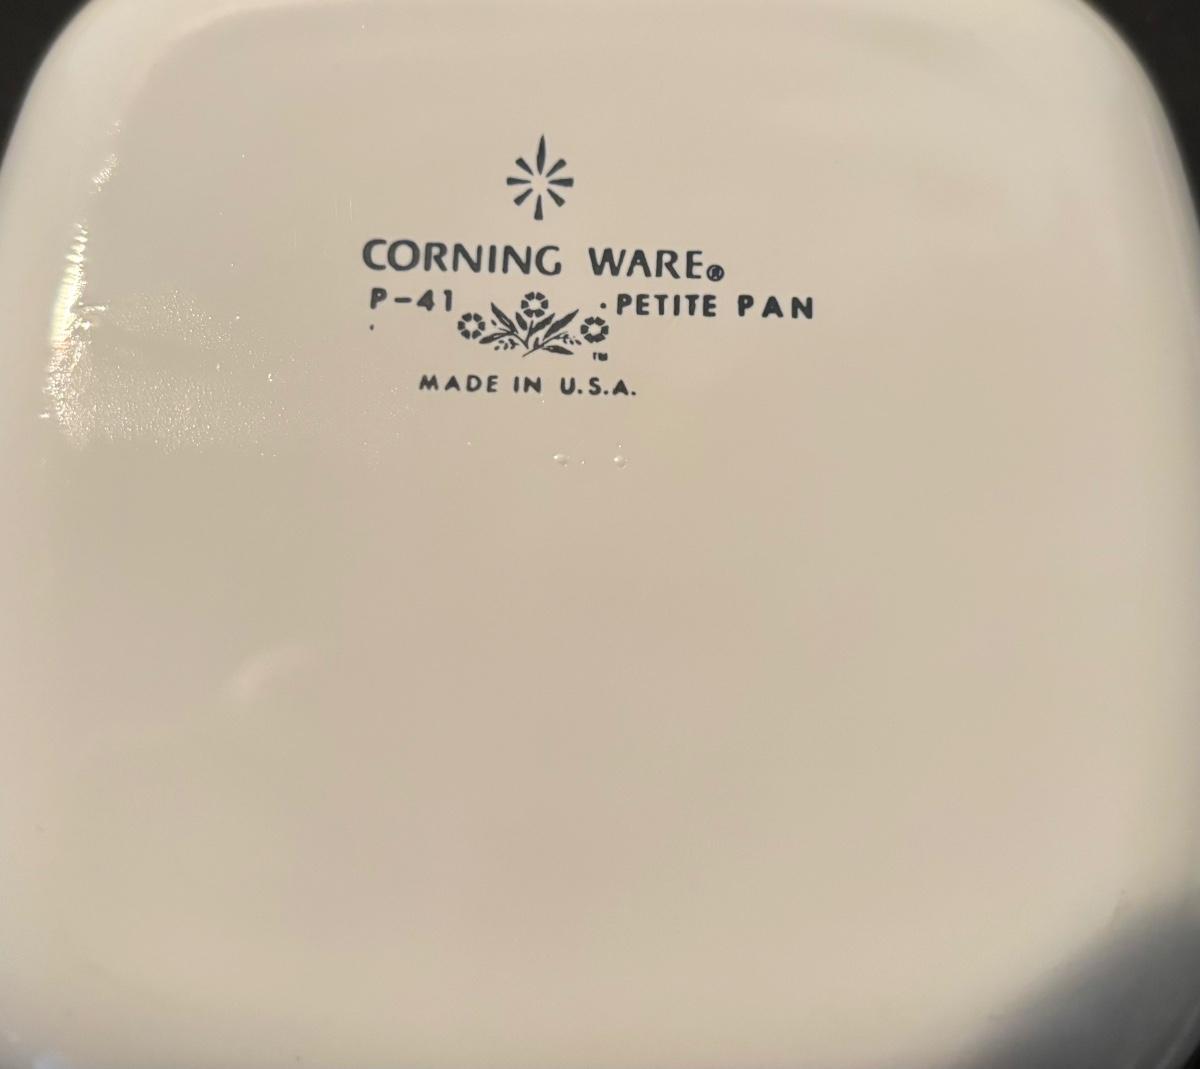 CORNING WARE®
P-41 · PETITE PAN
TM
MADE IN U.S.A.